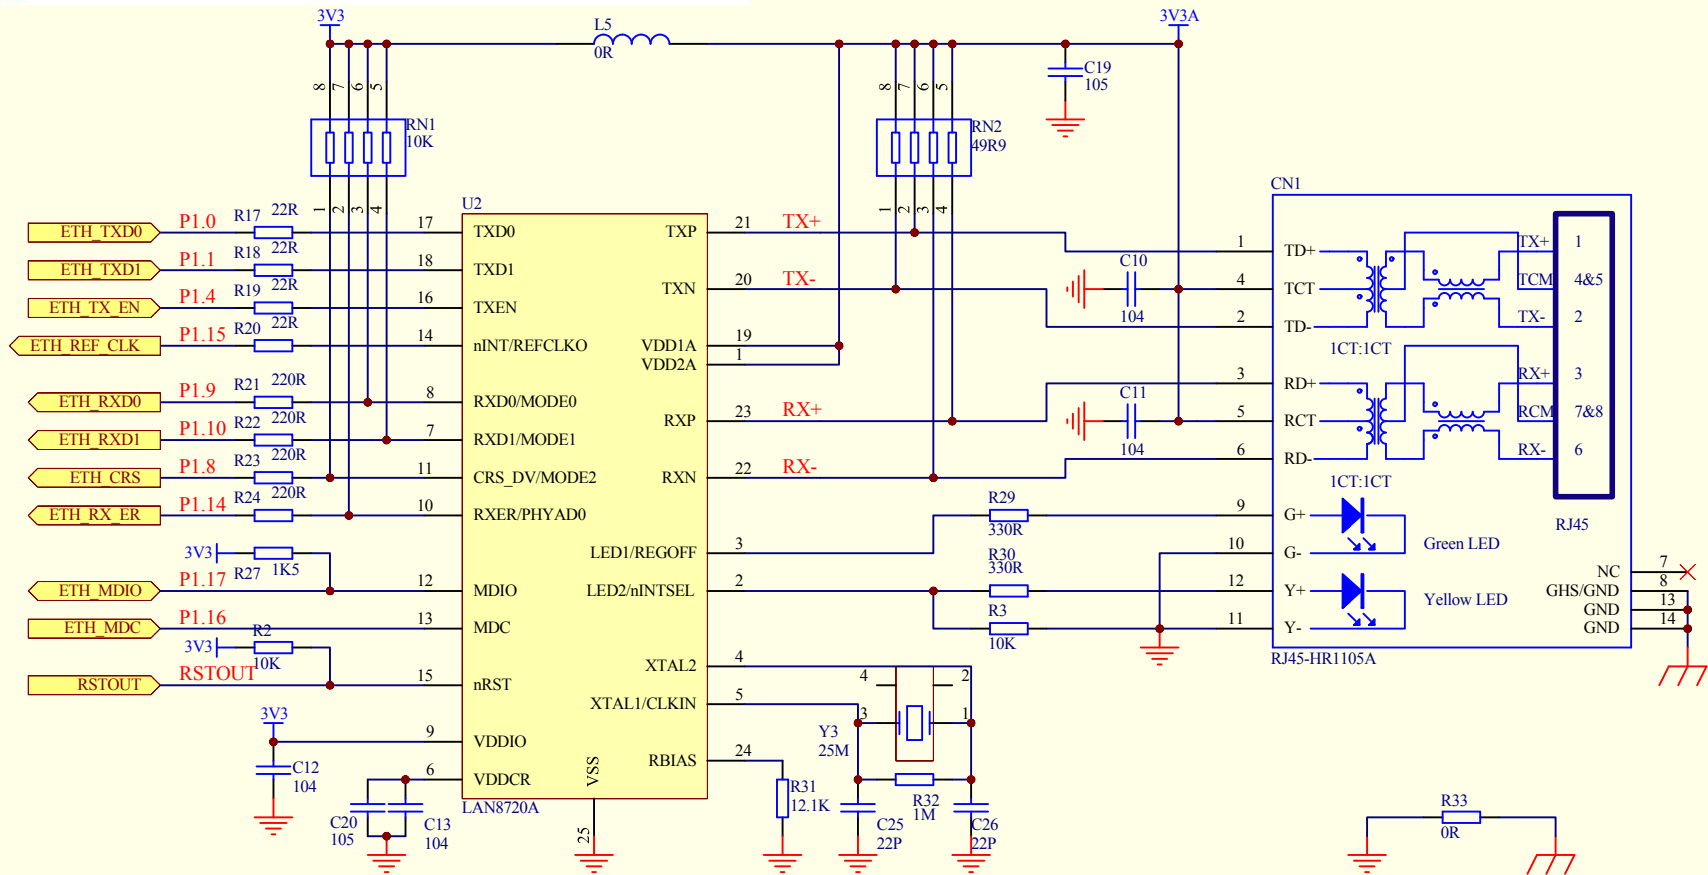 3V3
L5
0R
3V3A
C19
105
8 7 6 5
RN1
10K
1 2 3 4
8 7 6 5
RN2
49R9
1 2 3 4
U2
CN1
ETH_TXD0 P1.0 R17 22R 17 TXD0
ETH_TXD1 P1.1 R18 22R 18 TXD1
ETH_TX_EN P1.4 R19 22R 16 TXEN
ETH_REF_CLK P1.15 R20 22R 14 nINT/REFCLKO
ETH_RXD0 P1.9 R21 220R 8 RXD0/MODE0
ETH_RXD1 P1.10 R22 220R 7 RXD1/MODE1
ETH_CRS P1.8 R23 220R 11 CRS_DV/MODE2
ETH_RX_ER P1.14 R24 220R 10 RXER/PHYAD0
3V3 R27 1K5
ETH_MDIO P1.17 12 MDIO
ETH_MDC P1.16 13 MDC
3V3 R2 10K
RSTOUT RSTOUT 15 nRST
3V3
9 VDDIO
C12
104
6 VDDCR
C20
105
C13
104
LAN8720A
VSS
25
TXP 21 TX+
TXN 20 TX-
VDD1A 19
VDD2A 1
RXP 23 RX+
RXN 22 RX-
LED1/REGOFF 3
LED2/nINTSEL 2
XTAL2 4
XTAL1/CLKIN 5
RBIAS 24
R31
12.1K
C10
104
C11
104
R29
330R
R30
330R
R3
10K
4 2
3 1
Y3
25M
R32
1M
C25
22P
C26
22P
1 TD+
4 TCT
2 TD-
1CT:1CT
3 RD+
5 RCT
6 RD-
1CT:1CT
9 G+
10 G-
Green LED
12 Y+
11 Y-
Yellow LED
TX+ 1
TCM 4&5
TX- 2
RX+ 3
RCM 7&8
RX- 6
RJ45
NC 7
GHS/GND 8
GND 13
GND 14
RJ45-HR1105A
R33
0R